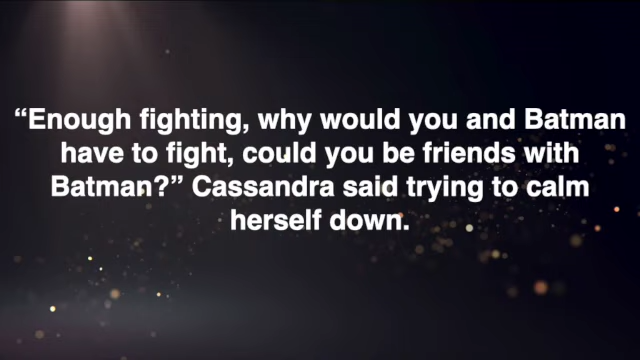 “Enough fighting, why would you and Batman
have to fight, could you be friends with
Batman?” Cassandra said trying to calm
herself down.